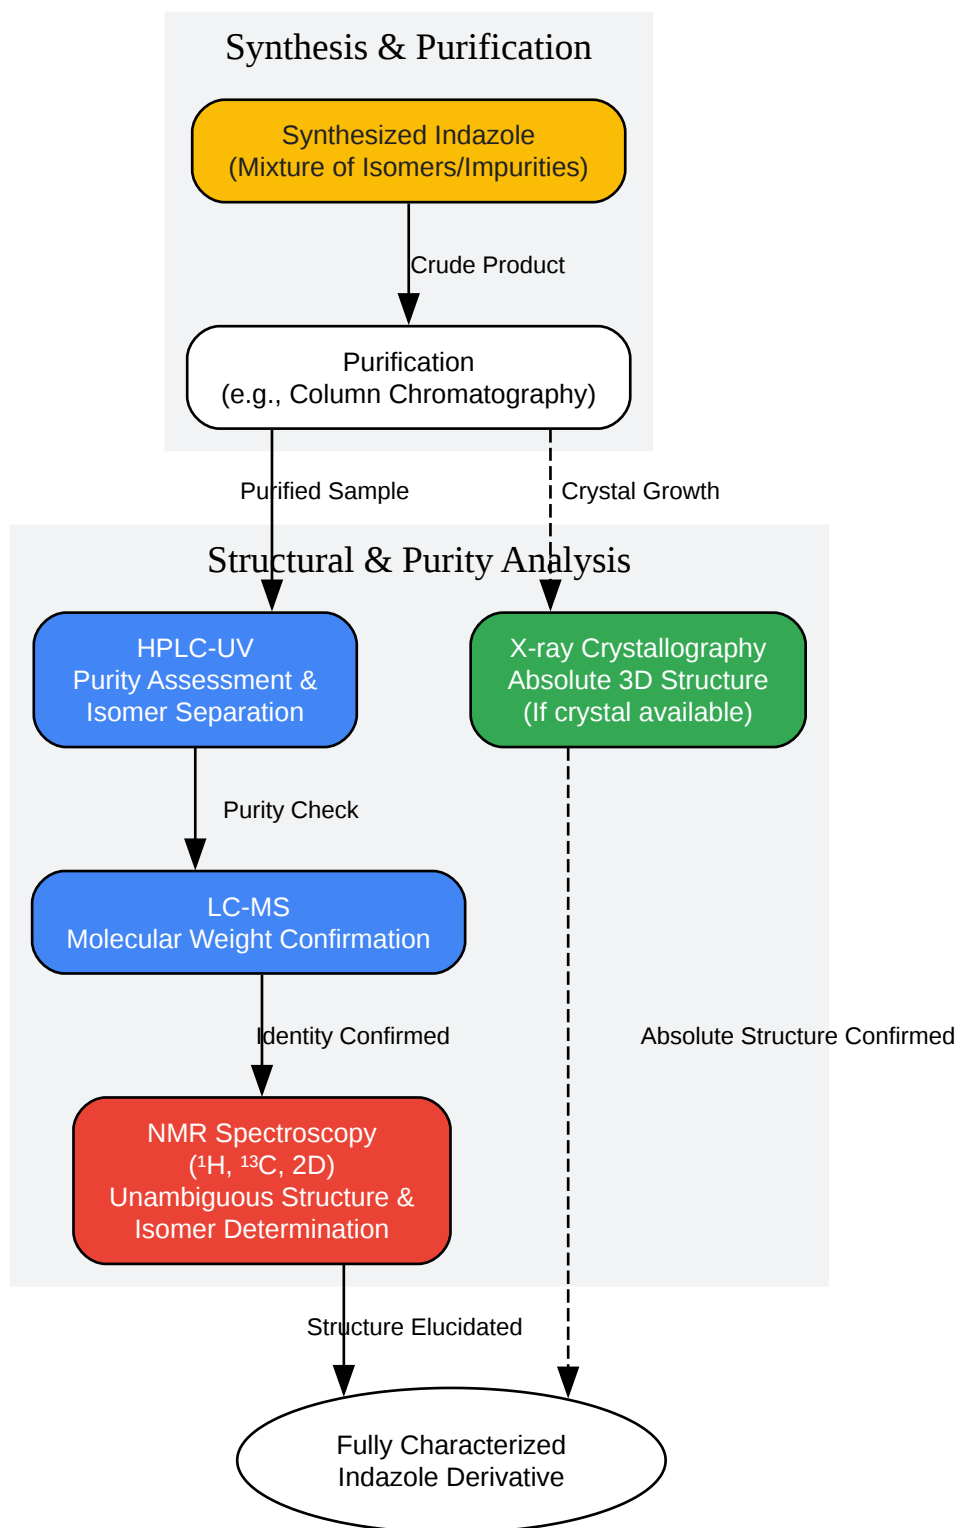 Synthesis & Purification
Synthesized Indazole
(Mixture of Isomers/Impurities)
Crude Product
Purification
(e.g., Column Chromatography)
Purified Sample
Crystal Growth
Structural & Purity Analysis
HPLC-UV
Purity Assessment &
Isomer Separation
X-ray Crystallography
Absolute 3D Structure
(If crystal available)
Purity Check
LC-MS
Molecular Weight Confirmation
Identity Confirmed
Absolute Structure Confirmed
NMR Spectroscopy
(¹H, ¹³C, 2D)
Unambiguous Structure &
Isomer Determination
Structure Elucidated
Fully Characterized
Indazole Derivative